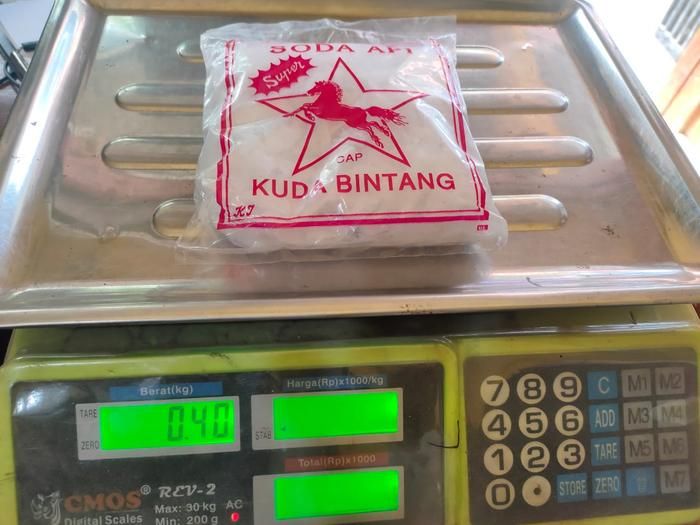 SODA API
Super
CAP
KUDA BINTANG
KJ
Berat(kg)
Harga(Rp)x1000/kg
TARE
0.40
ZERO
STAB
Total(Rp)x1000
CMOS® REV-2
Digital Scales
Max: 30 kg AC
Min: 200 g
7 8 9 C M1 M2
4 5 6 ADD M3 M4
1 2 3 TARE M5 M6
0 . STORE ZERO M7